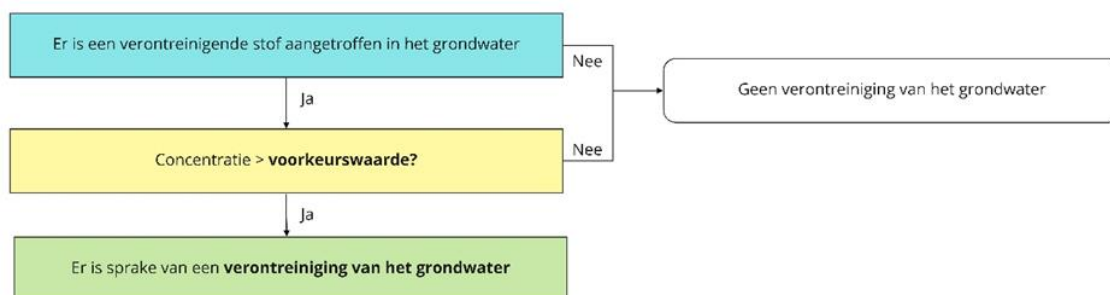 Er is een verontreinigende stof aangetroffen in het grondwater
Nee
Geen verontreiniging van het grondwater
Ja
Concentratie > voorkeurswaarde?
Nee
Ja
Er is sprake van een verontreiniging van het grondwater